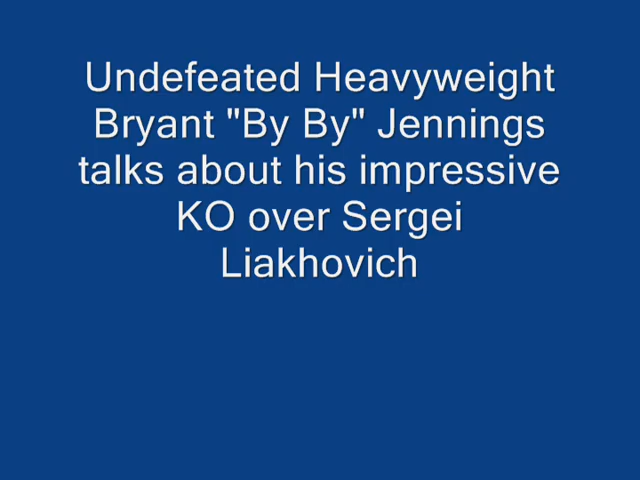 Undefeated Heavyweight
Bryant "By By" Jennings
talks about his impressive
KO over Sergei
Liakhovich